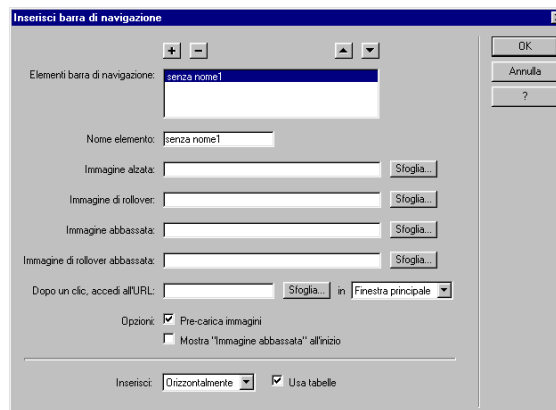 Inserisci barra di navigazione
OK
Annulla
?
Elementi barra di navigazione:
senza nome1
Nome elemento: senza nome1
Immagine alzata: Sfoglia...
Immagine di rollover: Sfoglia...
Immagine abbassata: Sfoglia...
Immagine di rollover abbassata: Sfoglia...
Dopo un clic, accedi all'URL: Sfoglia... in Finestra principale
Opzioni: Pre-carica immagini
Mostra "Immagine abbassata" all'inizio
Inserisci: Orizzontalmente Usa tabelle